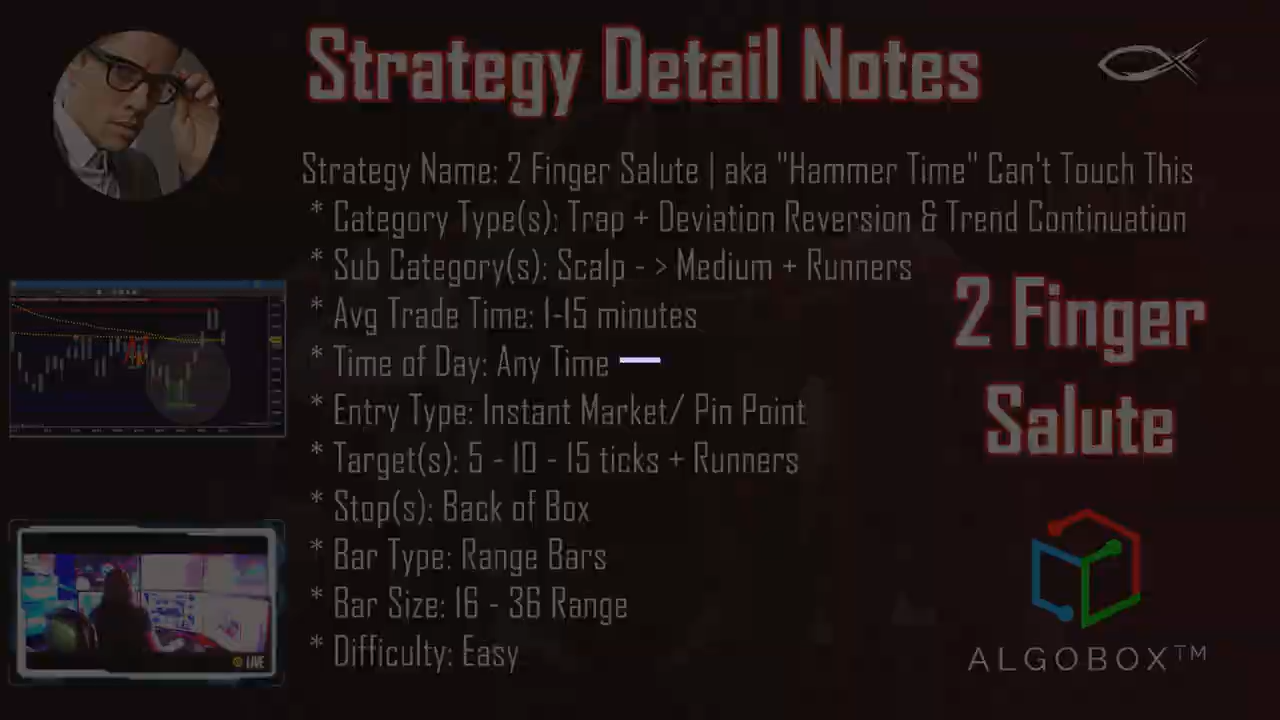 Strategy Detail Notes
Strategy Name: 2 Finger Salute | aka "Hammer Time" Can't Touch This
* Category Type(s): Trap + Deviation Reversion & Trend Continuation
* Sub Category(s): Scalp - > Medium + Runners
* Avg Trade Time: 1-15 minutes
* Time of Day: Any Time
* Entry Type: Instant Market/ Pin Point
* Target(s): 5 - 10 - 15 ticks + Runners
* Stop(s): Back of Box
* Bar Type: Range Bars
* Bar Size: 16 - 36 Range
* Difficulty: Easy
2 Finger
Salute
LIVE
ALGOBOX™